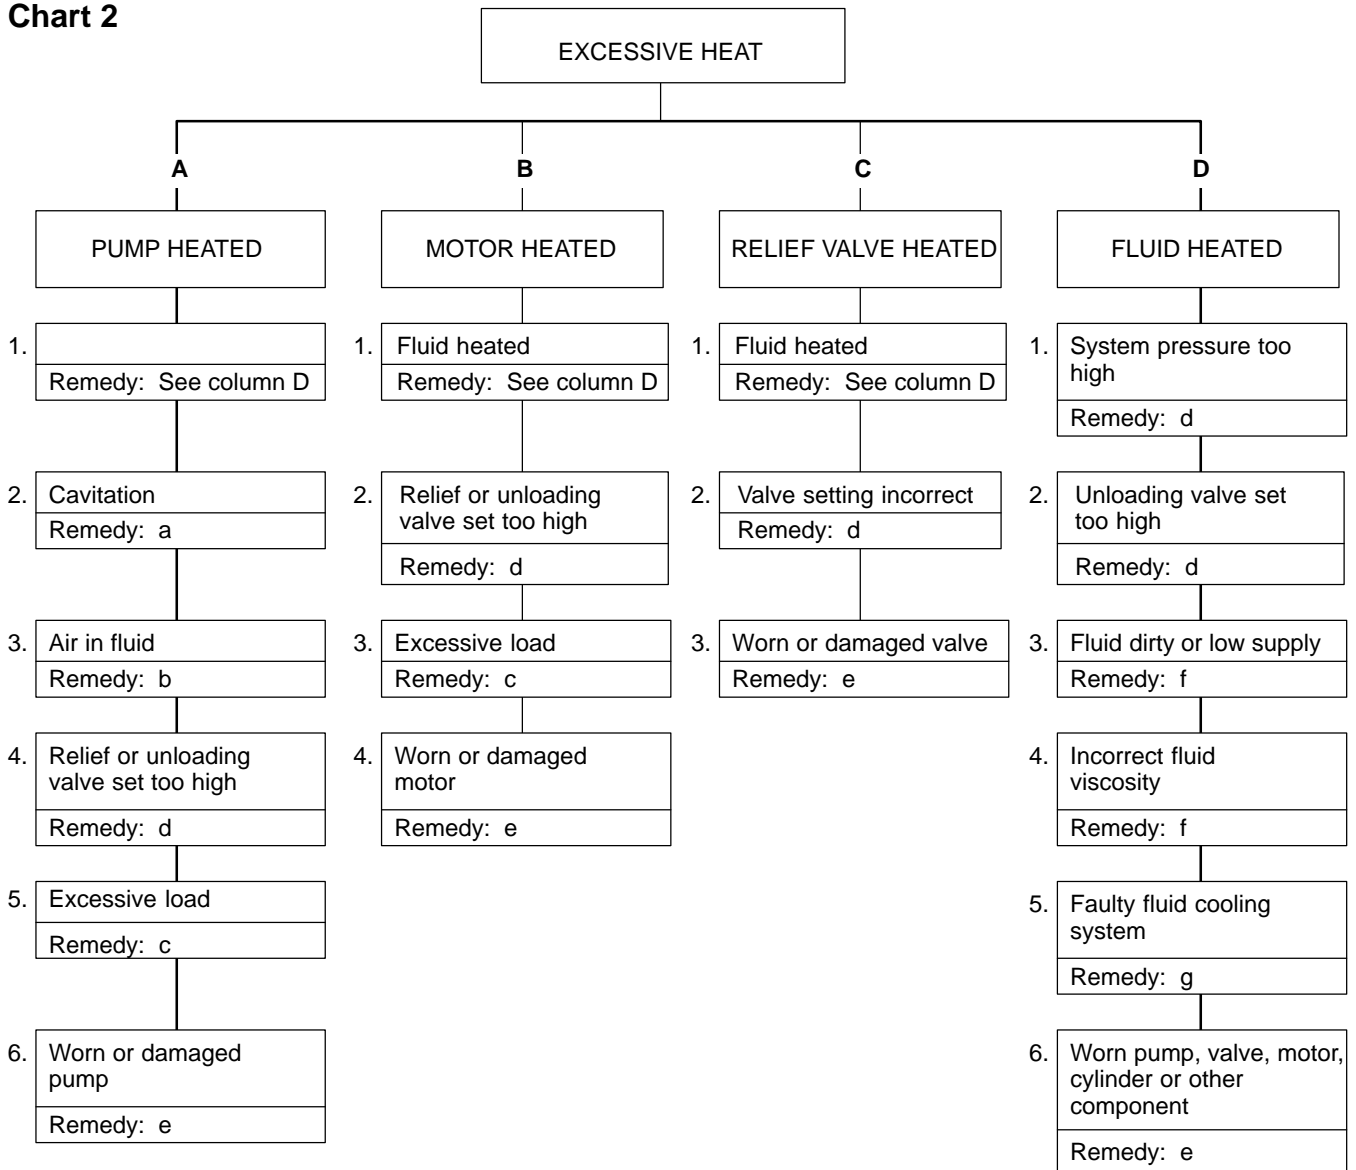 Chart 2
EXCESSIVE HEAT
A
B
C
D
PUMP HEATED
MOTOR HEATED
RELIEF VALVE HEATED
FLUID HEATED
1.
Remedy: See column D
2.
Cavitation
Remedy: a
3.
Air in fluid
Remedy: b
4.
Relief or unloading
valve set too high
Remedy: d
5.
Excessive load
Remedy: c
6.
Worn or damaged
pump
Remedy: e
1.
Fluid heated
Remedy: See column D
2.
Relief or unloading
valve set too high
Remedy: d
3.
Excessive load
Remedy: c
4.
Worn or damaged
motor
Remedy: e
1.
Fluid heated
Remedy: See column D
2.
Valve setting incorrect
Remedy: d
3.
Worn or damaged valve
Remedy: e
1.
System pressure too
high
Remedy: d
2.
Unloading valve set
too high
Remedy: d
3.
Fluid dirty or low supply
Remedy: f
4.
Incorrect fluid
viscosity
Remedy: f
5.
Faulty fluid cooling
system
Remedy: g
6.
Worn pump, valve, motor,
cylinder or other
component
Remedy: e